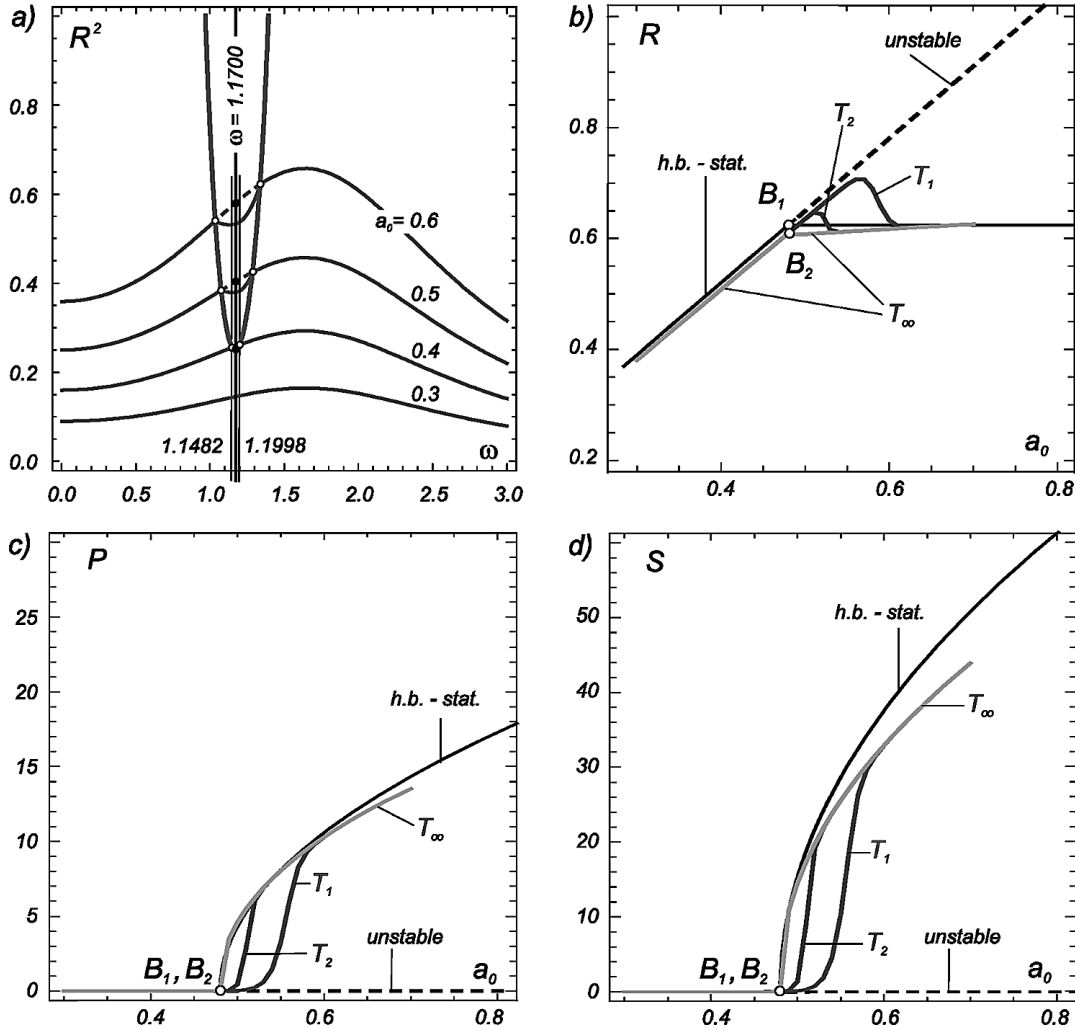 a)
R²
ω = 1.1700
a₀ = 0.6
0.5
0.4
0.3
1.1482
1.1998
ω
0.8
0.6
0.4
0.2
0.0
0.0 0.5 1.0 1.5 2.0 2.5 3.0
b)
R
unstable
T₂
h.b. - stat.
T₁
B₁
B₂
T∞
a₀
0.8
0.6
0.4
0.2
0.4 0.6 0.8
c)
P
h.b. - stat.
T∞
T₁
T₂
unstable
B₁, B₂
a₀
25
20
15
10
5
0
0.4 0.6 0.8
d)
S
h.b. - stat.
T∞
T₁
T₂
unstable
B₁, B₂
a₀
50
40
30
20
10
0
0.4 0.6 0.8